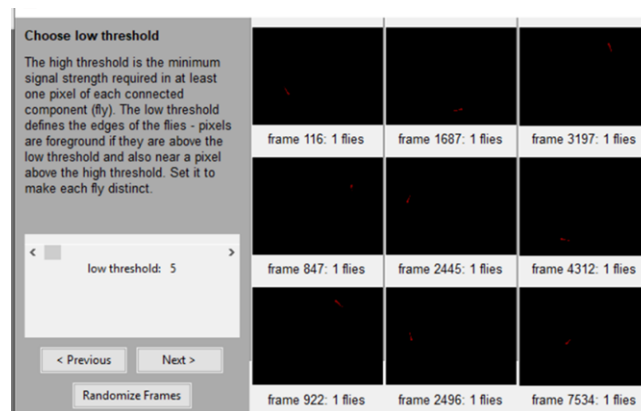 Choose low threshold
The high threshold is the minimum
signal strength required in at least
one pixel of each connected
component (fly). The low threshold
defines the edges of the flies - pixels
are foreground if they are above the
low threshold and also near a pixel
above the high threshold. Set it to
make each fly distinct.
low threshold: 5
< Previous
Next >
Randomize Frames
frame 116: 1 flies
frame 1687: 1 flies
frame 3197: 1 flies
frame 847: 1 flies
frame 2445: 1 flies
frame 4312: 1 flies
frame 922: 1 flies
frame 2496: 1 flies
frame 7534: 1 flies